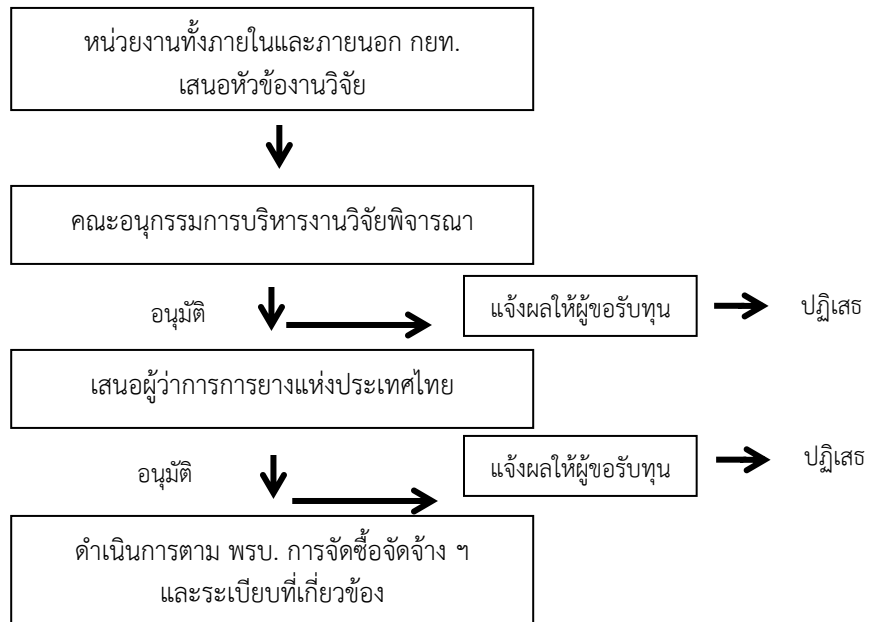 หน่วยงานทั้งภายในและภายนอก กยท.
เสนอหัวข้องานวิจัย
คณะอนุกรรมการบริหารงานวิจัยพิจารณา
อนุมัติ
แจ้งผลให้ผู้ขอรับทุน
ปฏิเสธ
เสนอผู้ว่าการการยางแห่งประเทศไทย
อนุมัติ
แจ้งผลให้ผู้ขอรับทุน
ปฏิเสธ
ดำเนินการตาม พรบ. การจัดซื้อจัดจ้าง ฯ
และระเบียบที่เกี่ยวข้อง